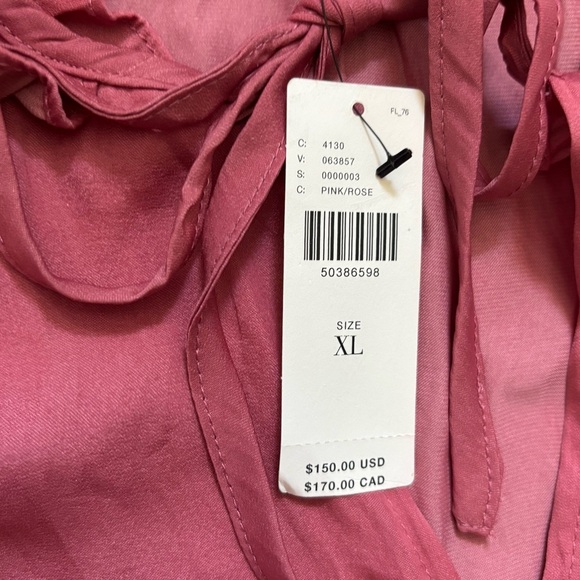 FL_76
C: 4130
V: 063857
S: 0000003
C: PINK/ROSE
50386598
SIZE
XL
$150.00 USD
$170.00 CAD